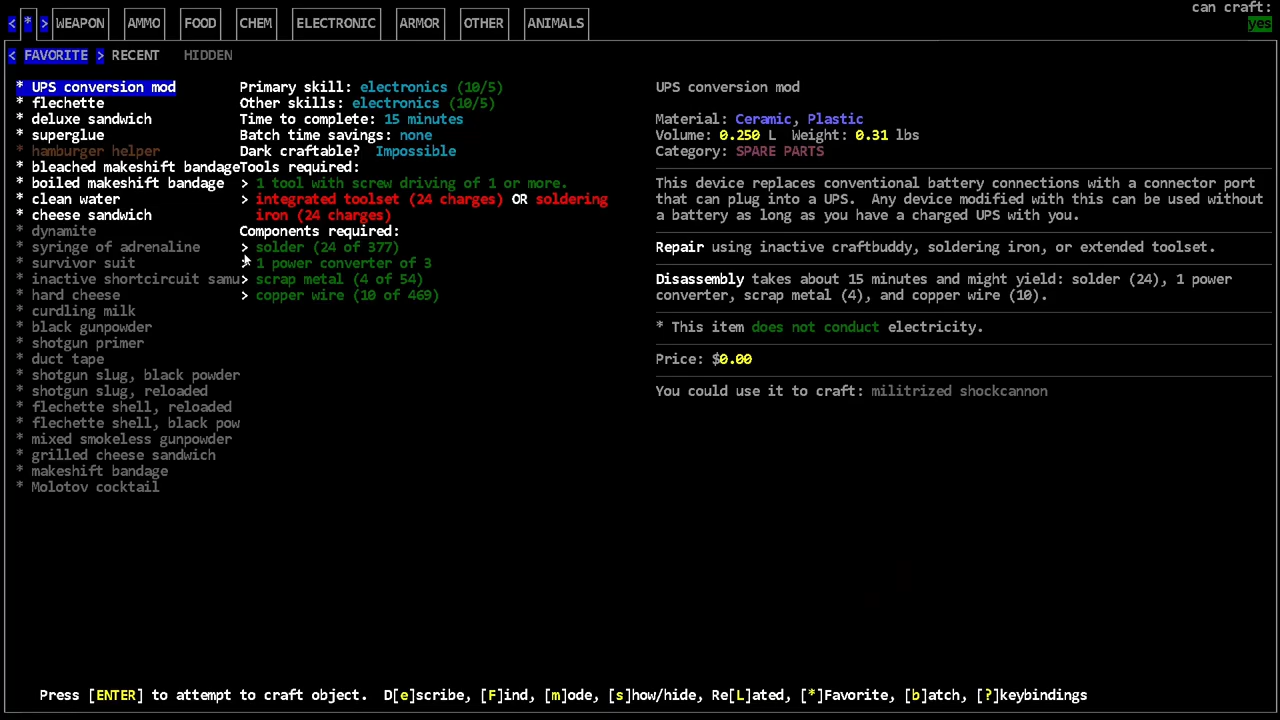 can craft:
< * > WEAPON AMMO FOOD CHEM ELECTRONIC ARMOR OTHER ANIMALS yes
< FAVORITE > RECENT HIDDEN
* UPS conversion mod
* flechette
* deluxe sandwich
* superglue
* hamburger helper
* bleached makeshift bandage
* boiled makeshift bandage
* clean water
* cheese sandwich
* dynamite
* syringe of adrenaline
* survivor suit
* inactive shortcircuit samu
* hard cheese
* curdling milk
* black gunpowder
* shotgun primer
* duct tape
* shotgun slug, black powder
* shotgun slug, reloaded
* flechette shell, reloaded
* flechette shell, black pow
* mixed smokeless gunpowder
* grilled cheese sandwich
* makeshift bandage
* Molotov cocktail
Primary skill: electronics (10/5)
Other skills: electronics (10/5)
Time to complete: 15 minutes
Batch time savings: none
Dark craftable? Impossible
Tools required:
> 1 tool with screw driving of 1 or more.
> integrated toolset (24 charges) OR soldering
iron (24 charges)
Components required:
> solder (24 of 377)
> 1 power converter of 3
> scrap metal (4 of 54)
> copper wire (10 of 469)
UPS conversion mod
Material: Ceramic, Plastic
Volume: 0.250 L Weight: 0.31 lbs
Category: SPARE PARTS
This device replaces conventional battery connections with a connector port
that can plug into a UPS. Any device modified with this can be used without
a battery as long as you have a charged UPS with you.
Repair using inactive craftbuddy, soldering iron, or extended toolset.
Disassembly takes about 15 minutes and might yield: solder (24), 1 power
converter, scrap metal (4), and copper wire (10).
* This item does not conduct electricity.
Price: $0.00
You could use it to craft: militrized shockcannon
Press [ENTER] to attempt to craft object. D[e]scribe, [F]ind, [m]ode, [s]how/hide, Re[L]ated, [*]Favorite, [b]atch, [?]keybindings